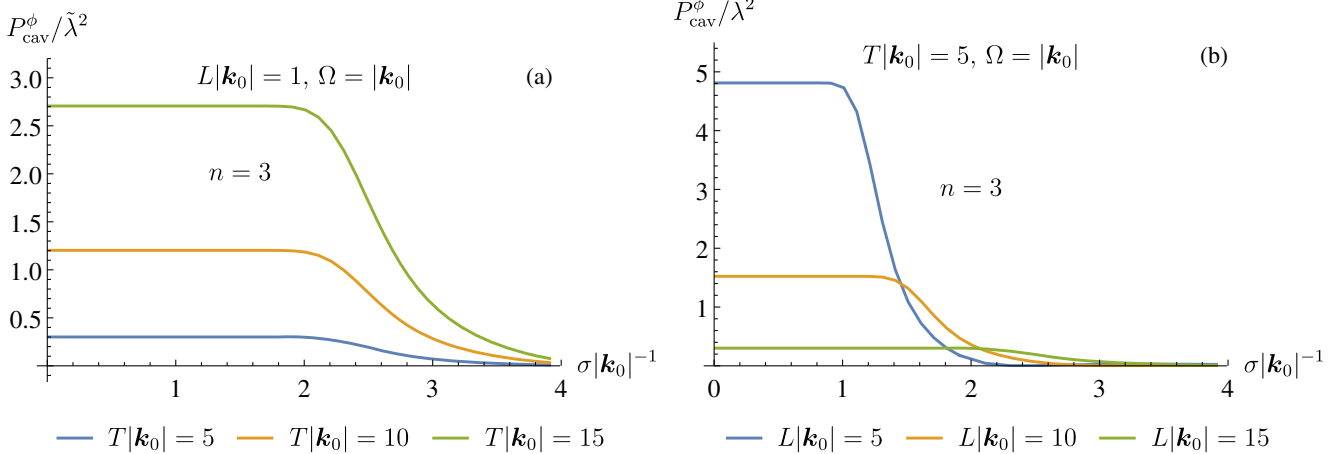 P^ϕ_cav/λ̃²
L|𝒌₀| = 1, Ω = |𝒌₀|
(a)
n = 3
3.0
2.5
2.0
1.5
1.0
0.5
1 2 3 4
σ|𝒌₀|⁻¹
T|𝒌₀| = 5 T|𝒌₀| = 10 T|𝒌₀| = 15
P^ϕ_cav/λ²
T|𝒌₀| = 5, Ω = |𝒌₀|
(b)
n = 3
5
4
3
2
1
0 1 2 3 4
σ|𝒌₀|⁻¹
L|𝒌₀| = 5 L|𝒌₀| = 10 L|𝒌₀| = 15